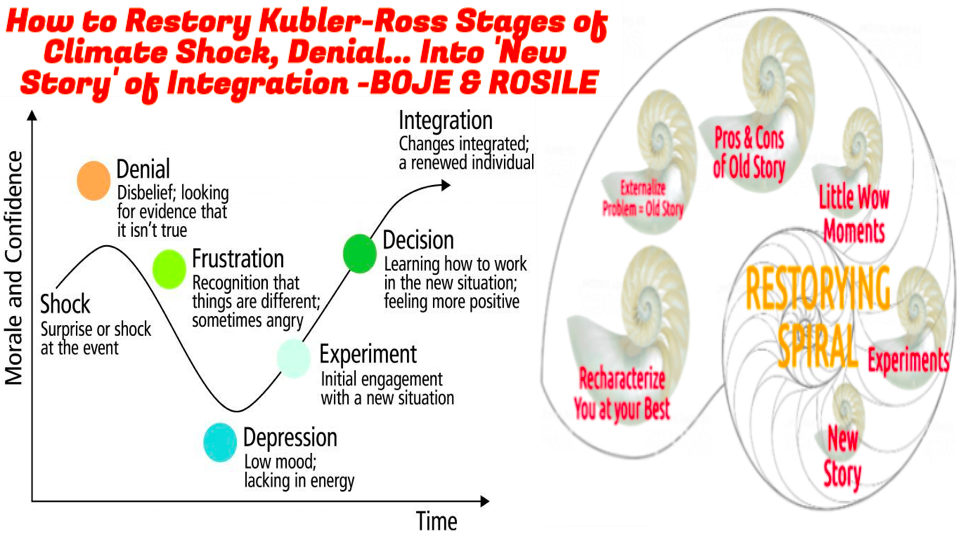 How to Restory Kubler-Ross Stages of
Climate Shock, Denial... Into 'New
Story' of Integration -BOJE & ROSILE
Morale and Confidence
Integration
Changes integrated;
a renewed individual
Denial
Disbelief; looking
for evidence that
it isn't true
Frustration
Recognition that
things are different;
sometimes angry
Decision
Learning how to work
in the new situation;
feeling more positive
Shock
Surprise or shock
at the event
Experiment
Initial engagement
with a new situation
Depression
Low mood;
lacking in energy
Time
Recharacterize
You at your Best
Externalize
Problem = Old Story
Pros & Cons
of Old Story
Little Wow
Moments
Experiments
New
Story
RESTORYING
SPIRAL